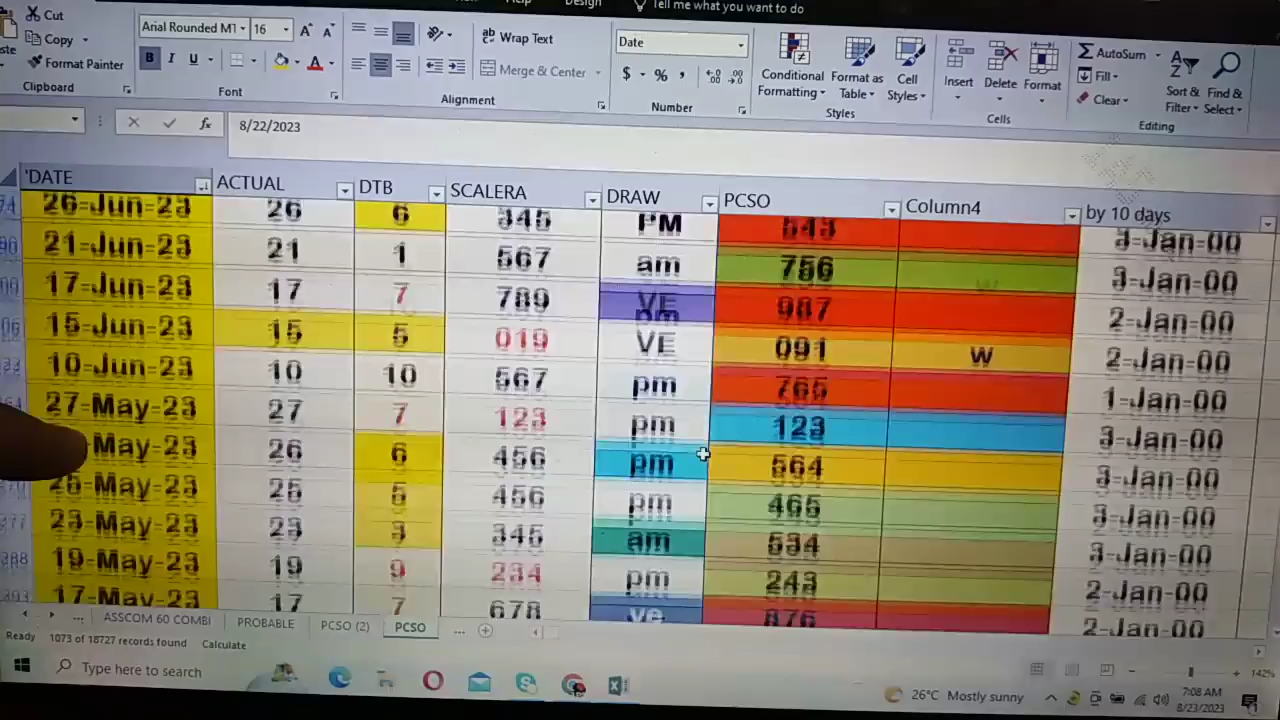 Help Design Tell me what you want to do
Cut
Copy
Format Painter
Clipboard
Arial Rounded MT 16
B I U
Font
Wrap Text
Merge & Center
Alignment
Date
$ % ,
Number
Conditional Formatting
Format as Table
Cell Styles
Styles
Insert Delete Format
Cells
AutoSum
Fill
Clear
Sort & Filter
Find & Select
Editing
fx 8/22/2023
'DATE ACTUAL DTB SCALERA DRAW PCSO Column4 by 10 days
26-Jun-23 26 6 345 PM 543 3-Jan-00
21-Jun-23 21 1 567 am 756 3-Jan-00
17-Jun-23 17 7 789 VE 987 2-Jan-00
15-Jun-23 15 5 019 VE 091 W 2-Jan-00
10-Jun-23 10 10 567 pm 765 1-Jan-00
27-May-23 27 7 123 pm 123 3-Jan-00
May-23 26 6 456 pm 564 3-Jan-00
25-May-23 25 5 456 pm 465 3-Jan-00
23-May-23 23 3 345 am 534 3-Jan-00
388 19-May-23 19 9 234 pm 243 2-Jan-00
393 17-May-23 17 7 678 ve 876 2-Jan-00
... ASSCOM 60 COMBI PROBABLE PCSO (2) PCSO ...
Ready 1073 of 18727 records found Calculate 142%
Type here to search
26°C Mostly sunny
7:08 AM
8/23/2023